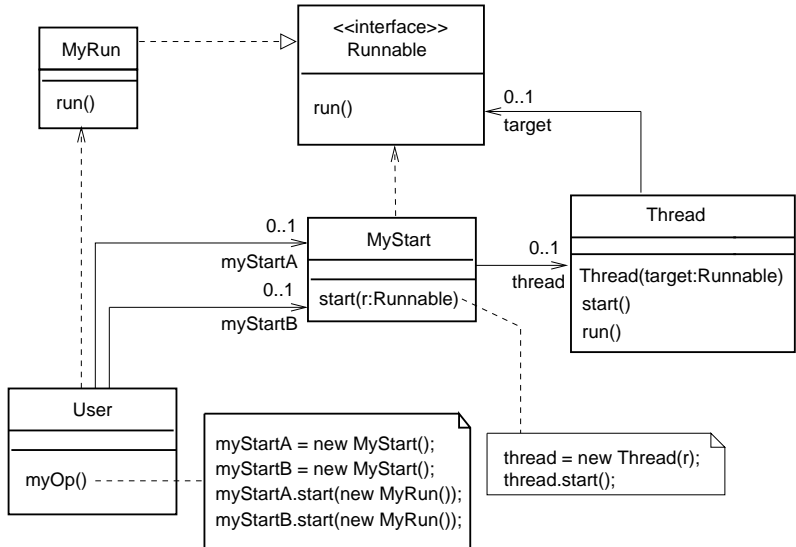 MyRun
run()
<<interface>>
Runnable
run()
0..1
target
Thread
Thread(target:Runnable)
start()
run()
0..1
myStartA
0..1
myStartB
MyStart
start(r:Runnable)
0..1
thread
User
myOp()
myStartA = new MyStart();
myStartB = new MyStart();
myStartA.start(new MyRun());
myStartB.start(new MyRun());
thread = new Thread(r);
thread.start();